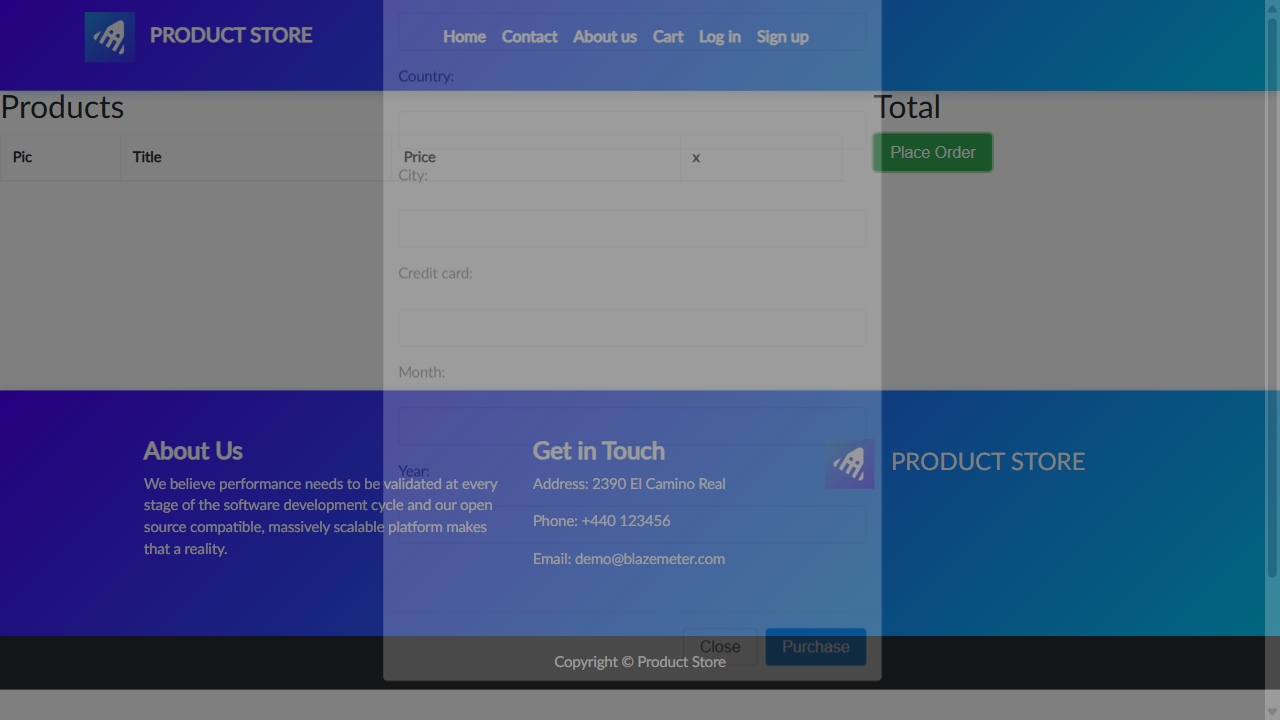 PRODUCT STORE
Home Contact About us Cart Log in Sign up
Country:
Products
Total
Pic Title Price x
Place Order
City:
Credit card:
Month:
About Us
We believe performance needs to be validated at every
stage of the software development cycle and our open
source compatible, massively scalable platform makes
that a reality.
Get in Touch
Address: 2390 El Camino Real
Phone: +440 123456
Email: demo@blazemeter.com
PRODUCT STORE
Year:
Close Purchase
Copyright © Product Store